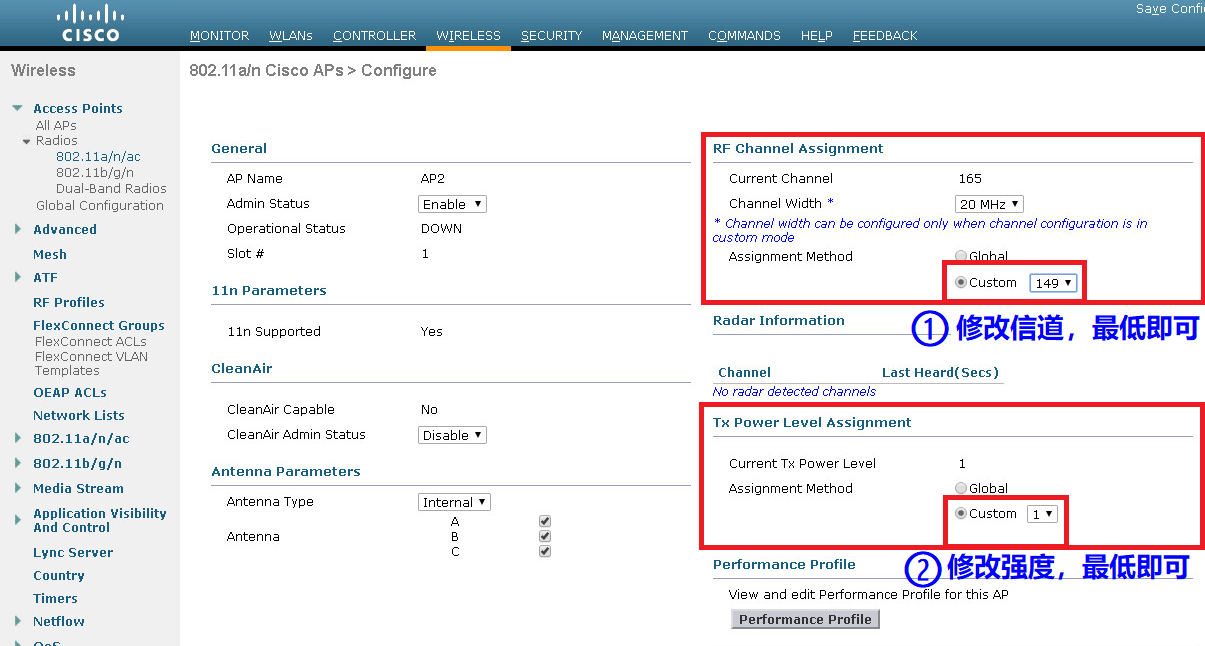 Save Confi
CISCO
MONITOR WLANs CONTROLLER WIRELESS SECURITY MANAGEMENT COMMANDS HELP FEEDBACK
Wireless
Access Points
All APs
Radios
802.11a/n/ac
802.11b/g/n
Dual-Band Radios
Global Configuration
Advanced
Mesh
ATF
RF Profiles
FlexConnect Groups
FlexConnect ACLs
FlexConnect VLAN
Templates
OEAP ACLs
Network Lists
802.11a/n/ac
802.11b/g/n
Media Stream
Application Visibility
And Control
Lync Server
Country
Timers
Netflow
QoS
802.11a/n Cisco APs > Configure
General
AP Name AP2
Admin Status Enable
Operational Status DOWN
Slot # 1
11n Parameters
11n Supported Yes
CleanAir
CleanAir Capable No
CleanAir Admin Status Disable
Antenna Parameters
Antenna Type Internal
A
Antenna B
C
RF Channel Assignment
Current Channel 165
Channel Width * 20 MHz
* Channel width can be configured only when channel configuration is in
custom mode
Assignment Method Global
Custom 149
① 修改信道，最低即可
Radar Information
Channel Last Heard(Secs)
No radar detected channels
Tx Power Level Assignment
Current Tx Power Level 1
Assignment Method Global
Custom 1
② 修改强度，最低即可
Performance Profile
View and edit Performance Profile for this AP
Performance Profile